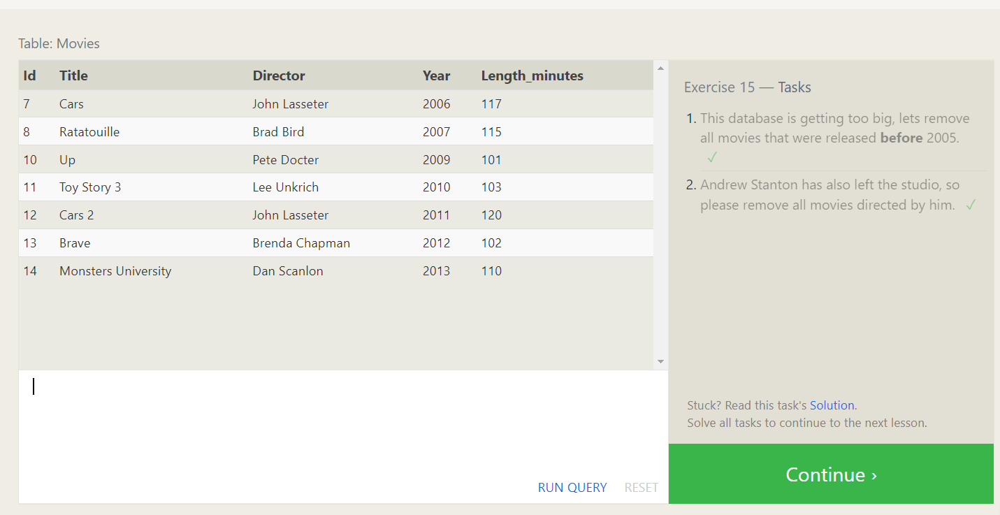 Table: Movies
Id Title Director Year Length_minutes
7 Cars John Lasseter 2006 117
8 Ratatouille Brad Bird 2007 115
10 Up Pete Docter 2009 101
11 Toy Story 3 Lee Unkrich 2010 103
12 Cars 2 John Lasseter 2011 120
13 Brave Brenda Chapman 2012 102
14 Monsters University Dan Scanlon 2013 110
RUN QUERY RESET
Exercise 15 — Tasks
1. This database is getting too big, lets remove
all movies that were released before 2005.
✓
2. Andrew Stanton has also left the studio, so
please remove all movies directed by him. ✓
Stuck? Read this task's Solution.
Solve all tasks to continue to the next lesson.
Continue ›